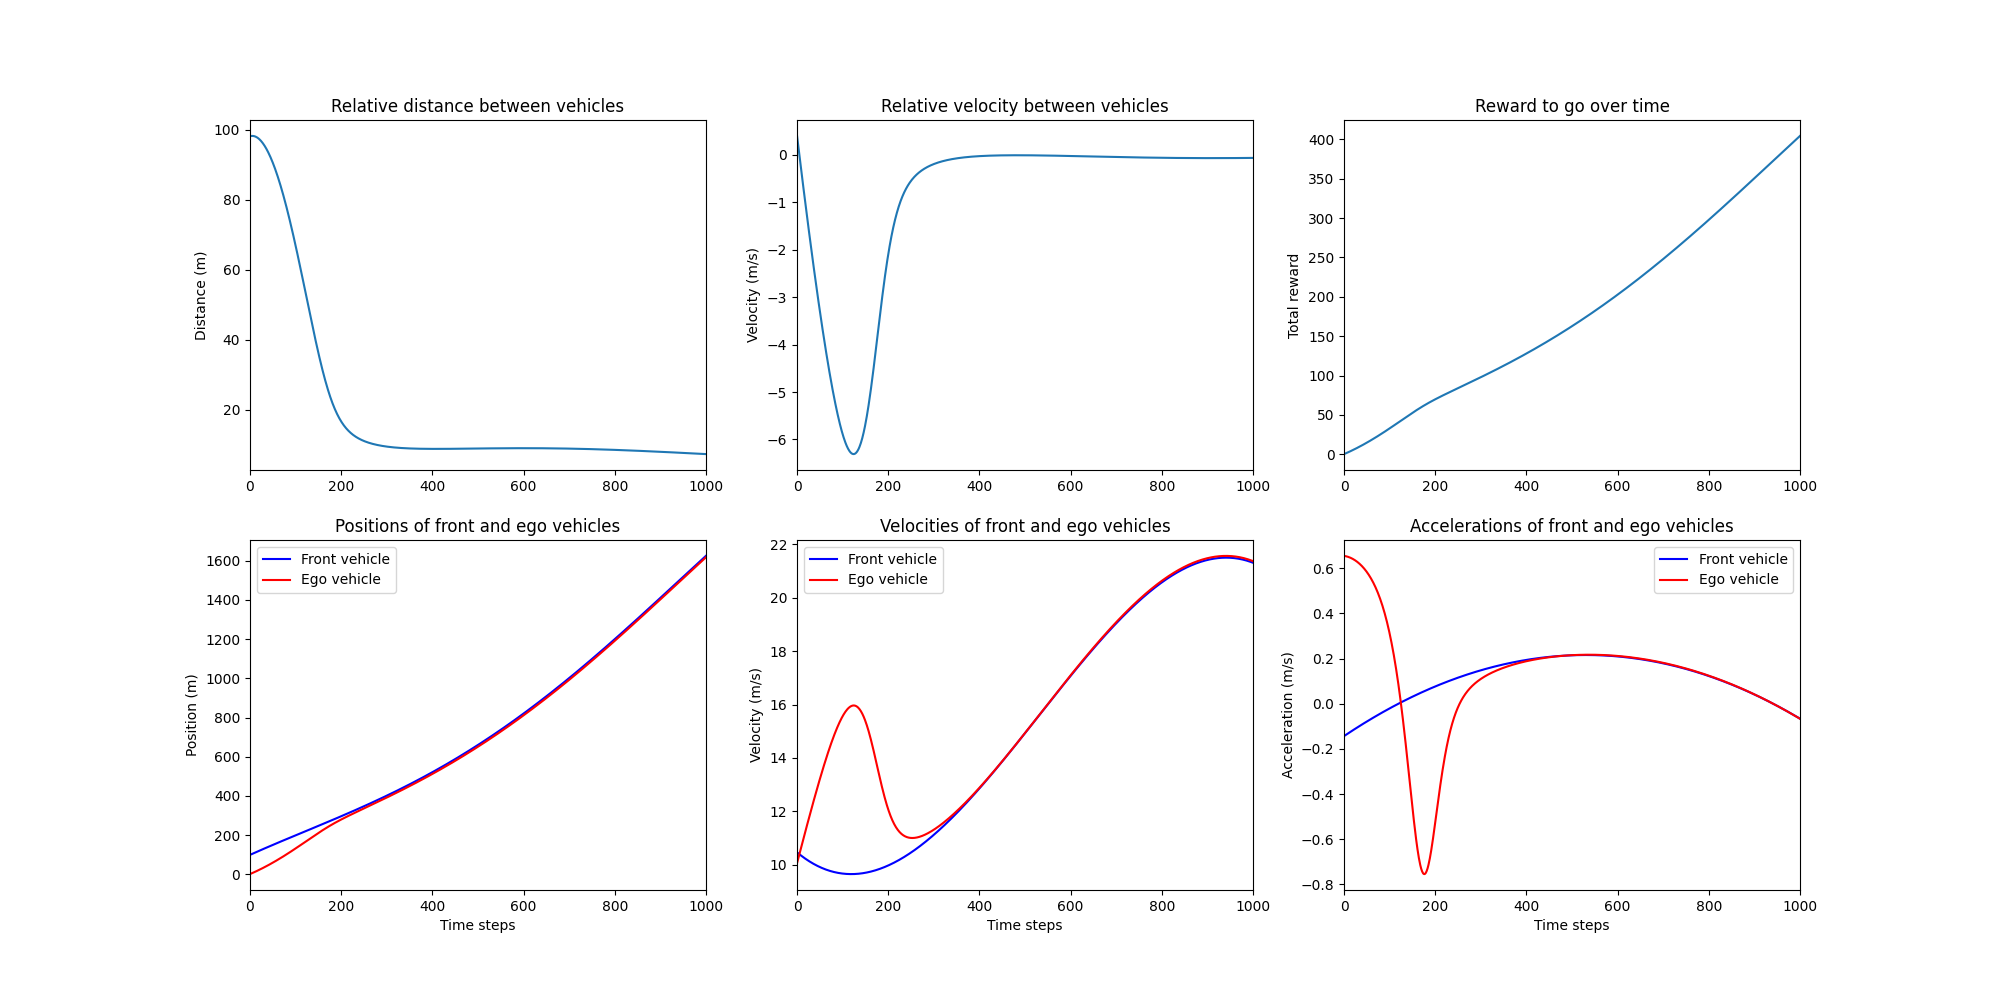 Relative distance between vehicles
Distance (m)
100
80
60
40
20
0 200 400 600 800 1000
Relative velocity between vehicles
Velocity (m/s)
0
−1
−2
−3
−4
−5
−6
0 200 400 600 800 1000
Reward to go over time
Total reward
400
350
300
250
200
150
100
50
0
0 200 400 600 800 1000
Positions of front and ego vehicles
Front vehicle
Ego vehicle
Position (m)
1600
1400
1200
1000
800
600
400
200
0
0 200 400 600 800 1000
Time steps
Velocities of front and ego vehicles
Front vehicle
Ego vehicle
Velocity (m/s)
22
20
18
16
14
12
10
0 200 400 600 800 1000
Time steps
Accelerations of front and ego vehicles
Front vehicle
Ego vehicle
Acceleration (m/s)
0.6
0.4
0.2
0.0
−0.2
−0.4
−0.6
−0.8
0 200 400 600 800 1000
Time steps